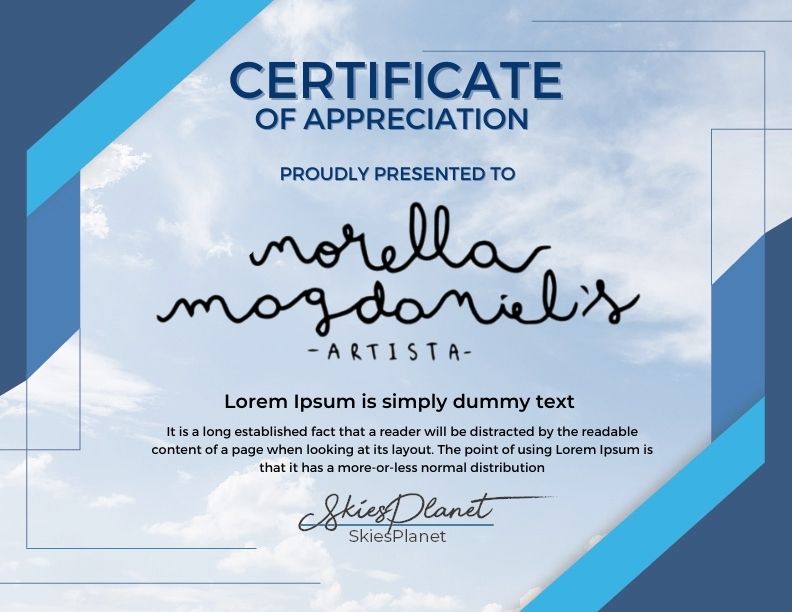 CERTIFICATE
OF APPRECIATION
PROUDLY PRESENTED TO
norella
magdaniel's
-ARTISTA-
Lorem Ipsum is simply dummy text
It is a long established fact that a reader will be distracted by the readable
content of a page when looking at its layout. The point of using Lorem Ipsum is
that it has a more-or-less normal distribution
SkiesPlanet
SkiesPlanet